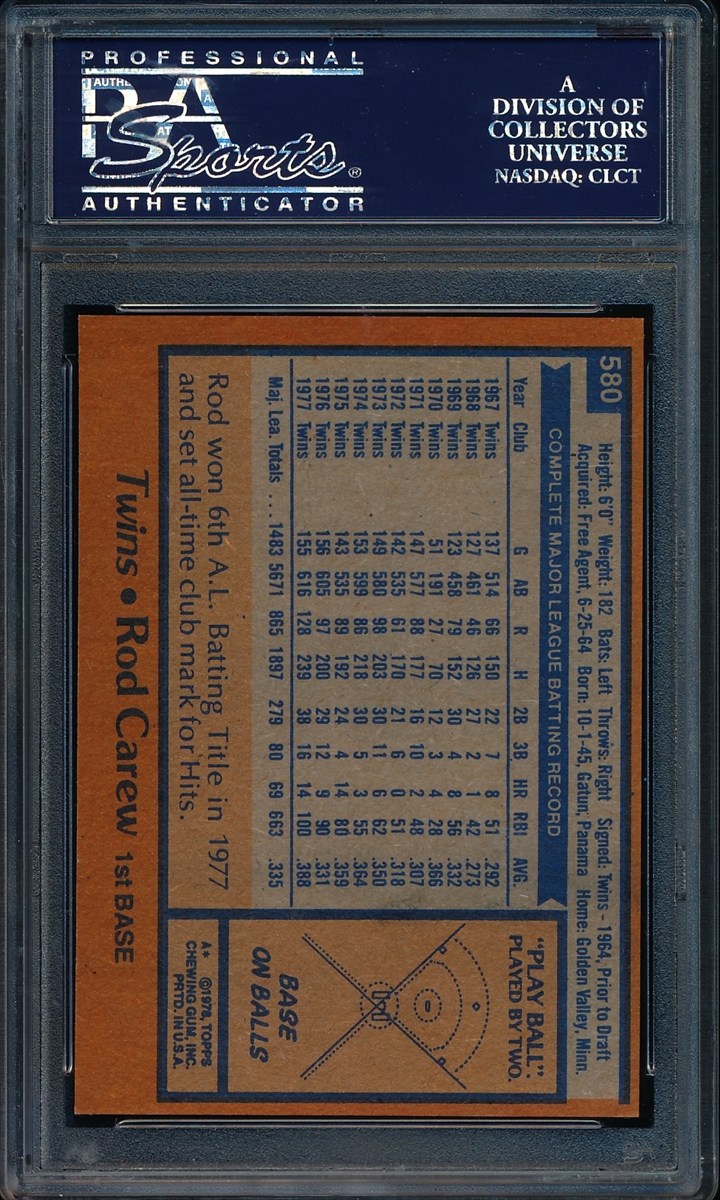 PROFESSIONAL
PSA
Sports®
AUTHENTICATOR
A
DIVISION OF
COLLECTORS
UNIVERSE
NASDAQ: CLCT
580
Height: 6'0" Weight: 182 Bats: Left Throws: Right Signed: Twins - 1964, Prior to Draft
Acquired: Free Agent, 6-25-64 Born: 10-1-45, Gatun, Panama Home: Golden Valley, Minn.
COMPLETE MAJOR LEAGUE BATTING RECORD
Year Club G AB R H 2B 3B HR RBI AVG.
1967 Twins 137 514 66 150 22 7 8 51 .292
1968 Twins 127 461 46 126 27 2 1 42 .273
1969 Twins 123 458 79 152 30 4 8 56 .332
1970 Twins 51 191 27 70 12 3 4 28 .366
1971 Twins 147 577 88 177 16 10 2 48 .307
1972 Twins 142 535 61 170 21 6 0 51 .318
1973 Twins 149 580 98 203 30 11 6 62 .350
1974 Twins 153 599 86 218 30 5 3 55 .364
1975 Twins 143 535 89 192 24 4 14 80 .359
1976 Twins 156 605 97 200 29 12 9 90 .331
1977 Twins 155 616 128 239 38 16 14 100 .388
Maj. Lea. Totals ... 1483 5671 865 1897 279 80 69 663 .335
Rod won 6th A.L. Batting Title in 1977
and set all-time club mark for Hits.
"PLAY BALL".
PLAYED BY TWO.
BASE
ON BALLS
A* ©1978, TOPPS
CHEWING GUM, INC.
PRTD. IN U.S.A.
Twins • Rod Carew 1st BASE